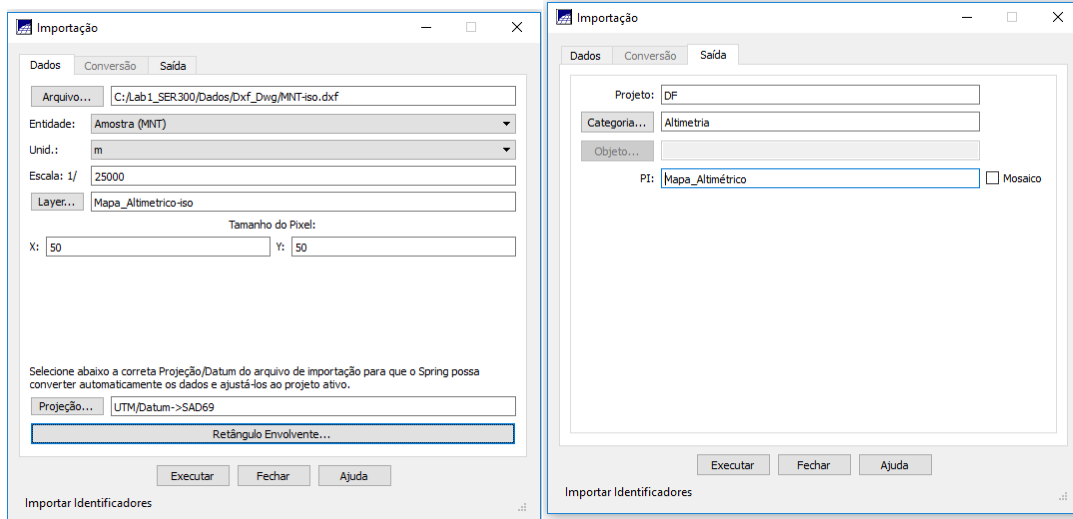 Importação
Dados Conversão Saída
Arquivo... C:/Lab1_SER300/Dados/Dxf_Dwg/MNT-iso.dxf
Entidade: Amostra (MNT)
Unid.: m
Escala: 1/ 25000
Layer... Mapa_Altimetrico-iso
Tamanho do Pixel:
X: 50 Y: 50
Selecione abaixo a correta Projeção/Datum do arquivo de importação para que o Spring possa
converter automaticamente os dados e ajustá-los ao projeto ativo.
Projeção... UTM/Datum->SAD69
Retângulo Envolvente...
Executar Fechar Ajuda
Importar Identificadores
Importação
Dados Conversão Saída
Projeto: DF
Categoria... Altimetria
Objeto...
PI: Mapa_Altimétrico Mosaico
Executar Fechar Ajuda
Importar Identificadores